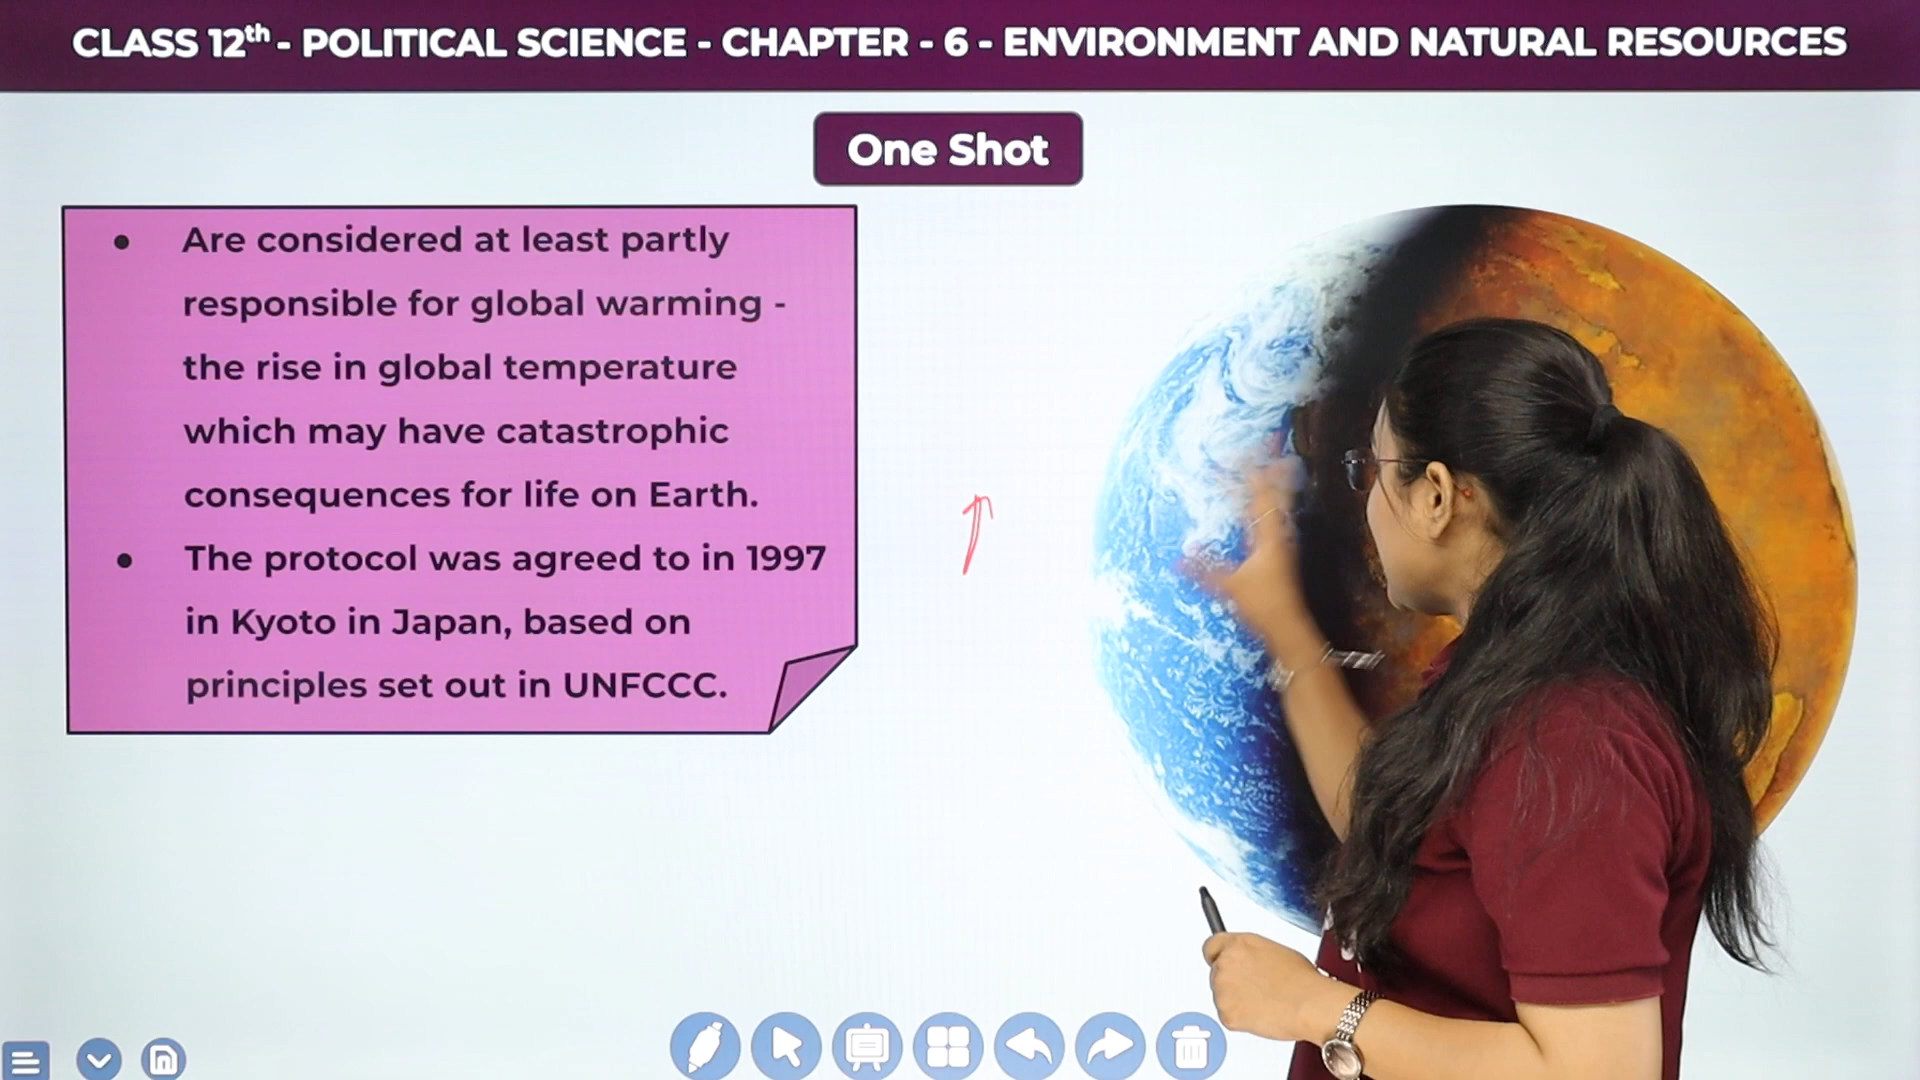 CLASS 12th - POLITICAL SCIENCE - CHAPTER - 6 - ENVIRONMENT AND NATURAL RESOURCES
One Shot
● Are considered at least partly
responsible for global warming -
the rise in global temperature
which may have catastrophic
consequences for life on Earth.
● The protocol was agreed to in 1997
in Kyoto in Japan, based on
principles set out in UNFCCC.